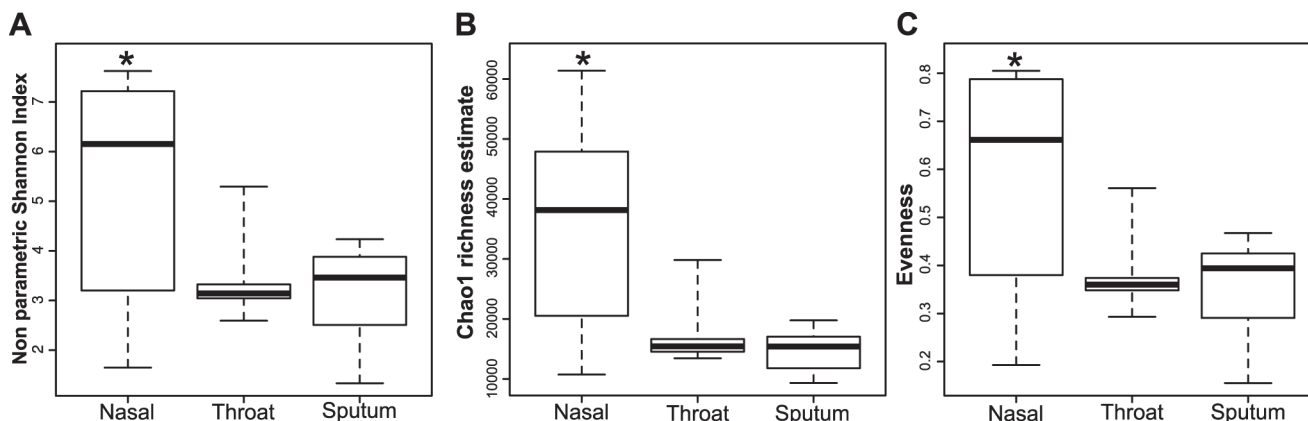 A
Non parametric Shannon Index
7
6
5
4
3
2
*
Nasal Throat Sputum
B
Chao1 richness estimate
60000
50000
40000
30000
20000
10000
*
Nasal Throat Sputum
C
Evenness
0.8
0.7
0.6
0.5
0.4
0.3
0.2
*
Nasal Throat Sputum